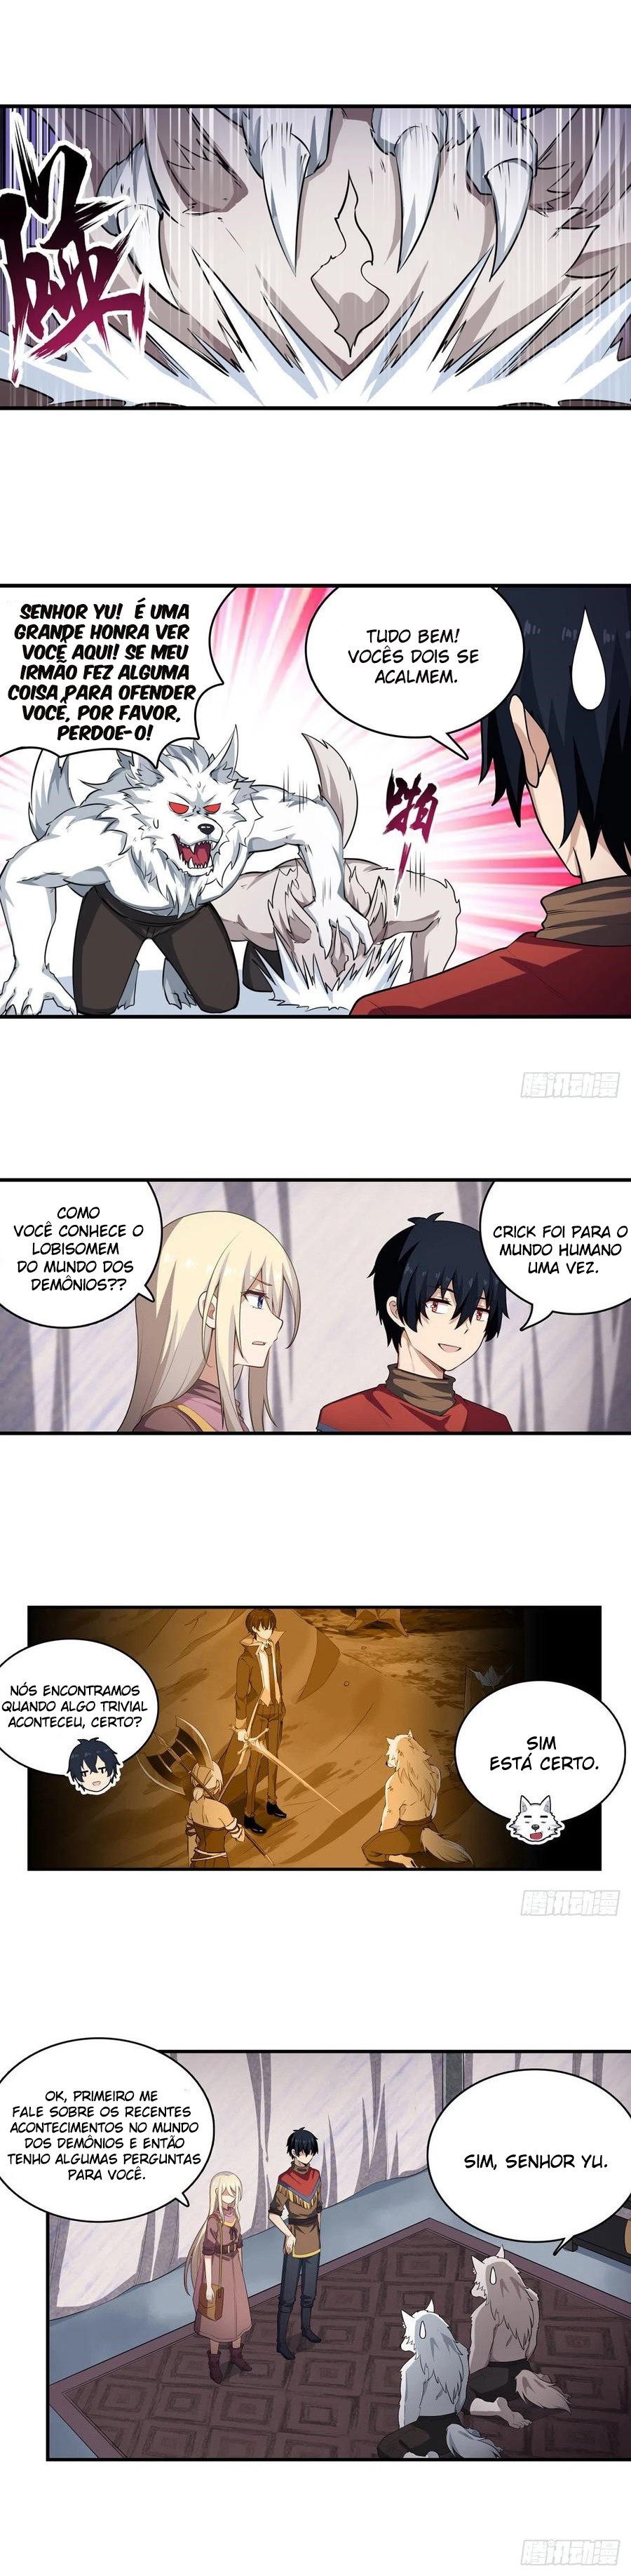 SENHOR YU! É UMA
GRANDE HONRA VER
VOCÊ AQUI! SE MEU
IRMÃO FEZ ALGUMA
COISA PARA OFENDER
VOCÊ, POR FAVOR,
PERDOE-O!
TUDO BEM!
VOCÊS DOIS SE
ACALMEM.
啪
腾讯动漫
COMO
VOCÊ CONHECE O
LOBISOMEM
DO MUNDO DOS
DEMÔNIOS??
CRICK FOI PARA O
MUNDO HUMANO
UMA VEZ.
NÓS ENCONTRAMOS
QUANDO ALGO TRIVIAL
ACONTECEU, CERTO?
SIM
ESTÁ CERTO.
腾讯动漫
OK, PRIMEIRO ME
FALE SOBRE OS RECENTES
ACONTECIMENTOS NO MUNDO
DOS DEMÔNIOS E ENTÃO
TENHO ALGUMAS PERGUNTAS
PARA VOCÊ.
SIM, SENHOR YU.
腾讯动漫